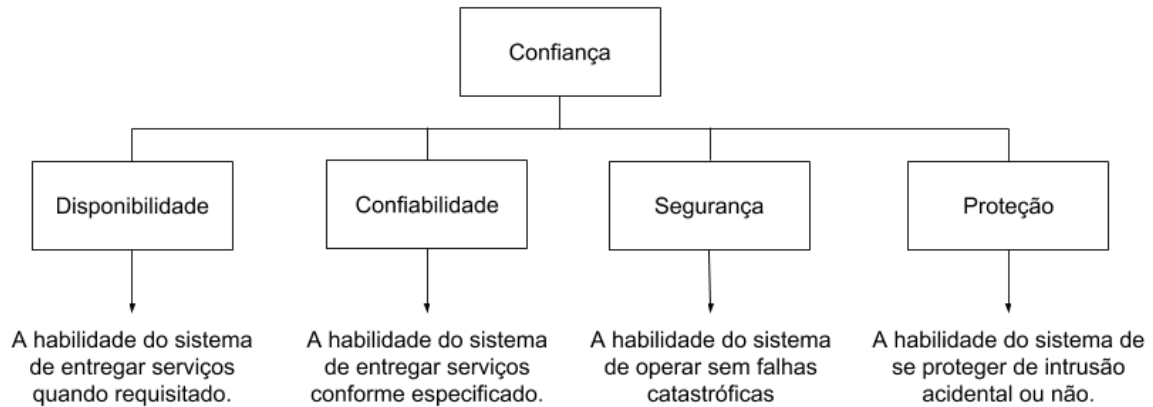 Confiança
Disponibilidade
Confiabilidade
Segurança
Proteção
A habilidade do sistema
de entregar serviços
quando requisitado.
A habilidade do sistema
de entregar serviços
conforme especificado.
A habilidade do sistema
de operar sem falhas
catastróficas
A habilidade do sistema de
se proteger de intrusão
acidental ou não.